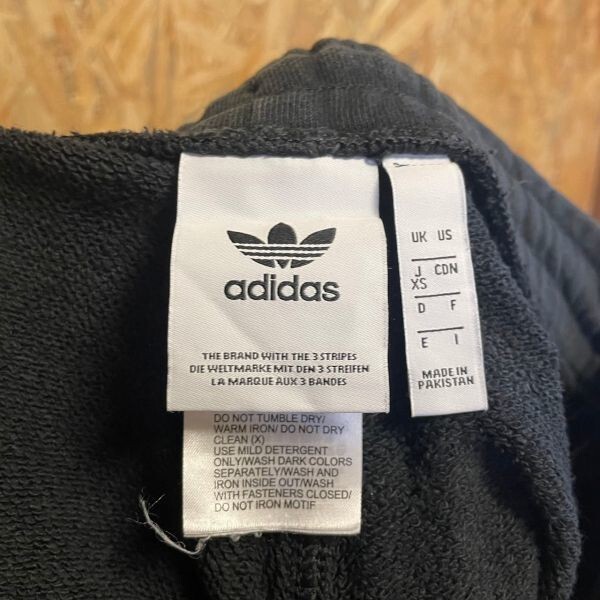 adidas
THE BRAND WITH THE 3 STRIPES
DIE WELTMARKE MIT DEN 3 STREIFEN
LA MARQUE AUX 3 BANDES
DO NOT TUMBLE DRY/
WARM IRON/ DO NOT DRY
CLEAN (X)
USE MILD DETERGENT
ONLY/WASH DARK COLORS
SEPARATELY/WASH AND
IRON INSIDE OUT/WASH
WITH FASTENERS CLOSED/
DO NOT IRON MOTIF
UK US
J CDN
XS
D F
E I
MADE IN
PAKISTAN